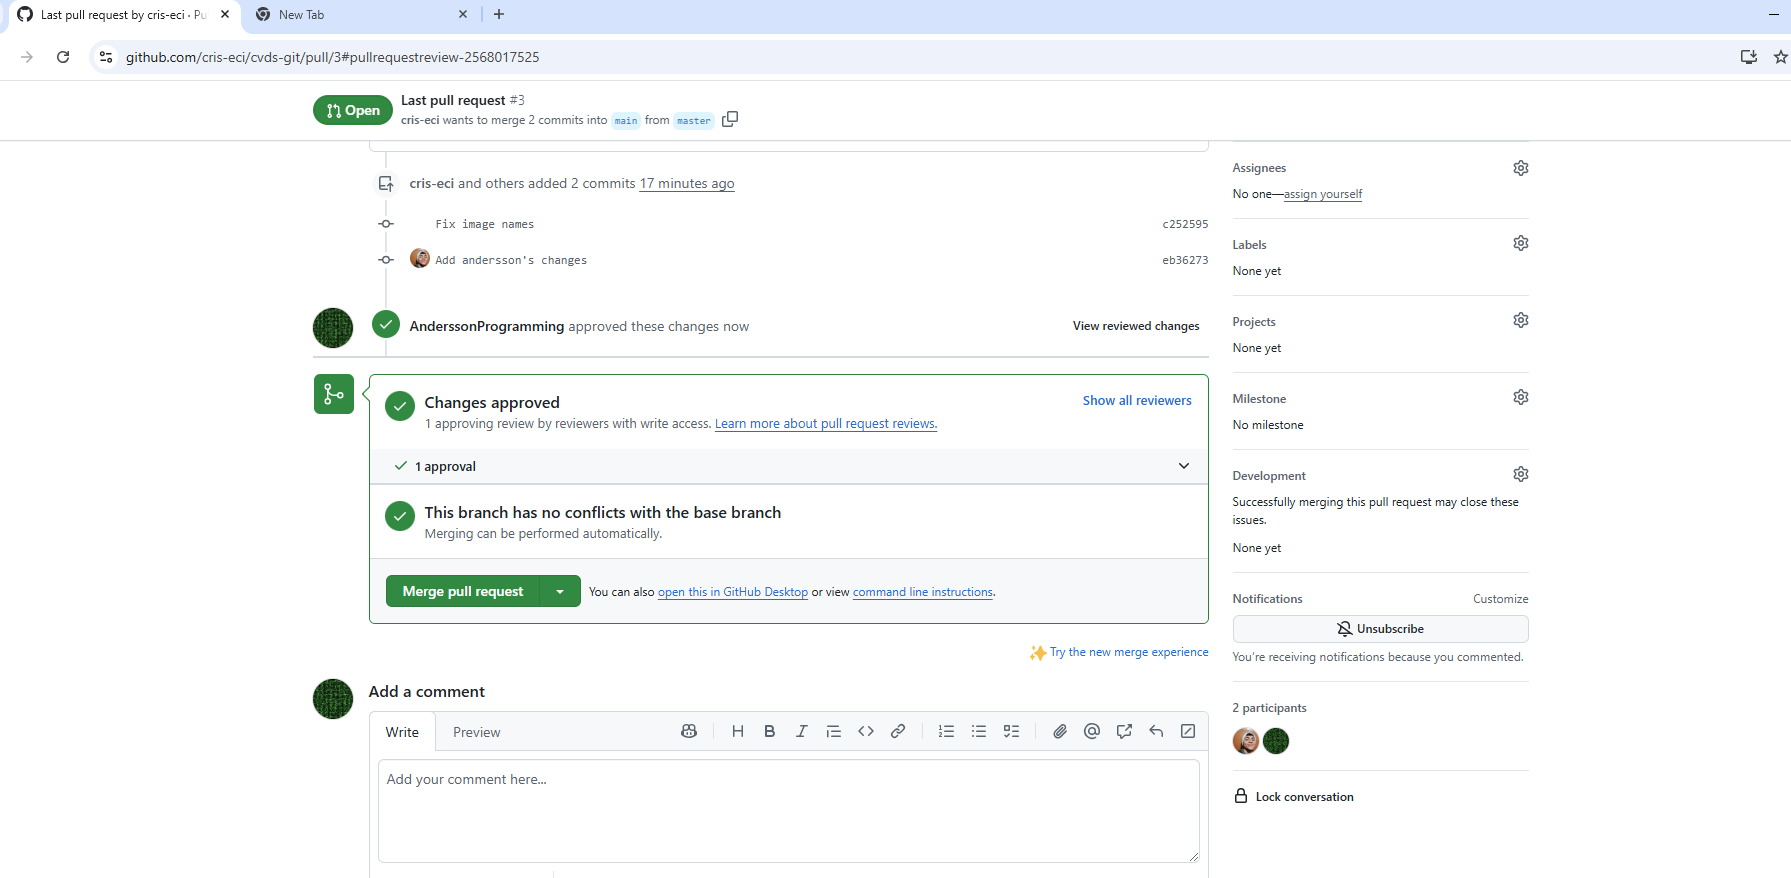 Last pull request by cris-eci · Pu
New Tab
github.com/cris-eci/cvds-git/pull/3#pullrequestreview-2568017525
Open
Last pull request #3
cris-eci wants to merge 2 commits into main from master
cris-eci and others added 2 commits 17 minutes ago
Fix image names c252595
Add andersson's changes eb36273
AnderssonProgramming approved these changes now View reviewed changes
Changes approved Show all reviewers
1 approving review by reviewers with write access. Learn more about pull request reviews.
1 approval
This branch has no conflicts with the base branch
Merging can be performed automatically.
Merge pull request You can also open this in GitHub Desktop or view command line instructions.
Try the new merge experience
Add a comment
Write Preview
Add your comment here...
Assignees
No one—assign yourself
Labels
None yet
Projects
None yet
Milestone
No milestone
Development
Successfully merging this pull request may close these
issues.
None yet
Notifications Customize
Unsubscribe
You're receiving notifications because you commented.
2 participants
Lock conversation